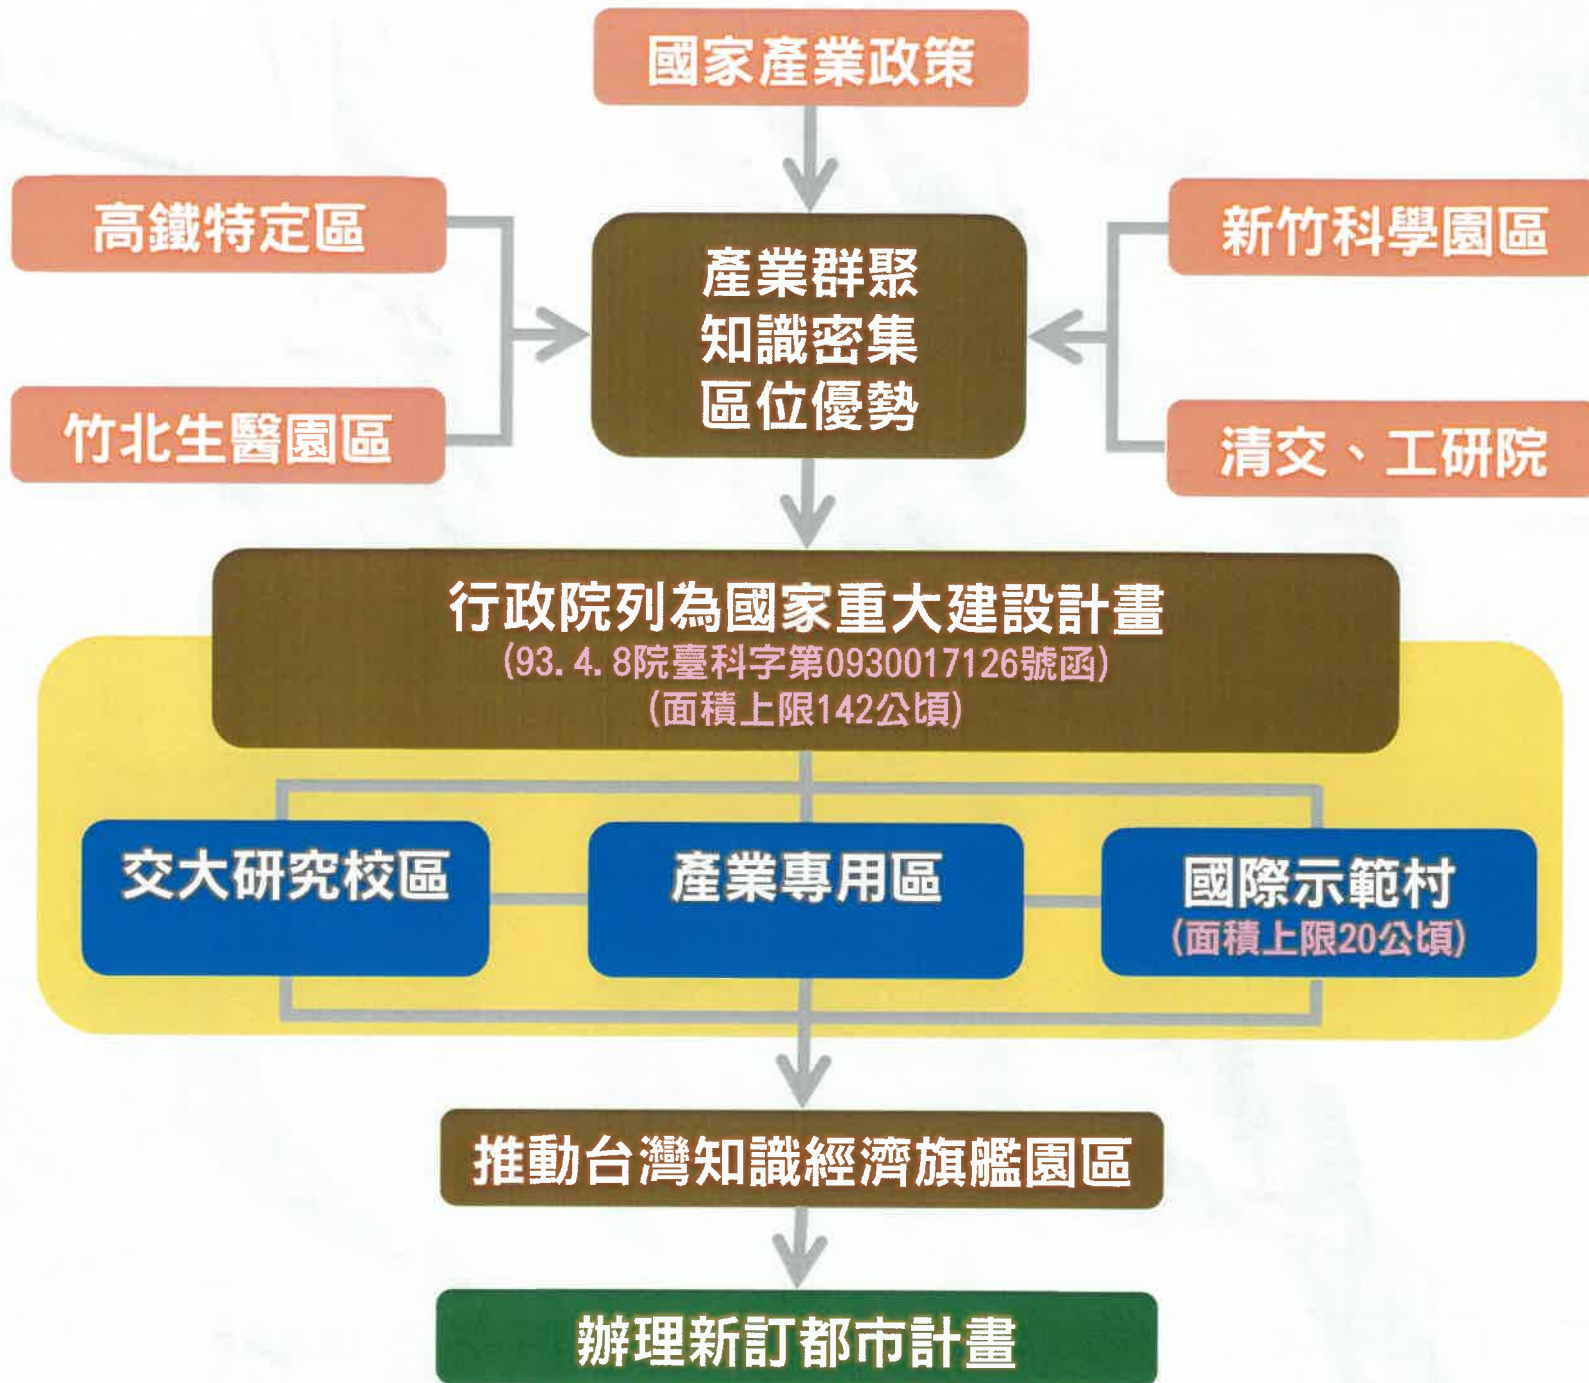 國家產業政策
高鐵特定區
新竹科學園區
產業群聚
知識密集
區位優勢
竹北生醫園區
清交、工研院
行政院列為國家重大建設計畫
(93.4.8院臺科字第0930017126號函)
(面積上限142公頃)
交大研究校區
產業專用區
國際示範村
(面積上限20公頃)
推動台灣知識經濟旗艦園區
辦理新訂都市計畫